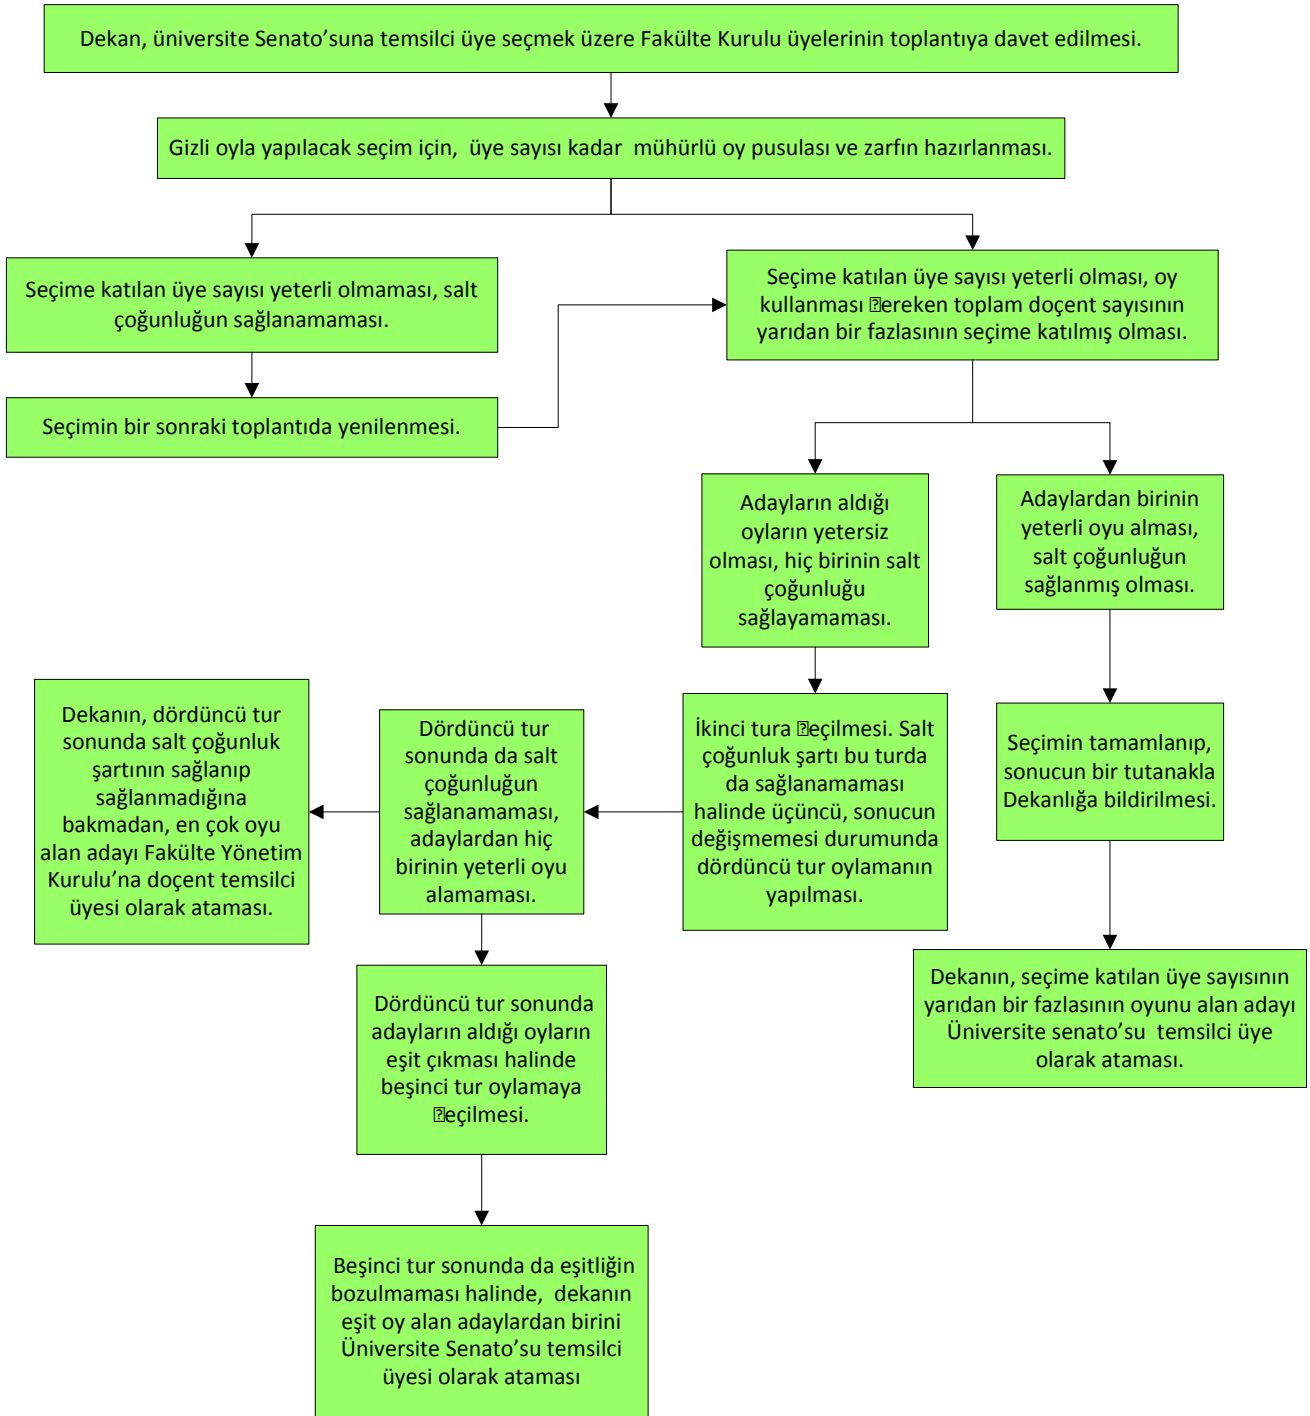 Dekan, üniversite Senato’suna temsilci üye seçmek üzere Fakülte Kurulu üyelerinin toplantıya davet edilmesi.
Gizli oyla yapılacak seçim için, üye sayısı kadar mühürlü oy pusulası ve zarfın hazırlanması.
Seçime katılan üye sayısı yeterli olmaması, salt
çoğunluğun sağlanamaması.
Seçime katılan üye sayısı yeterli olması, oy
kullanması �ereken toplam doçent sayısının
yarıdan bir fazlasının seçime katılmış olması.
Seçimin bir sonraki toplantıda yenilenmesi.
Adayların aldığı
oyların yetersiz
olması, hiç birinin salt
çoğunluğu
sağlayamaması.
Adaylardan birinin
yeterli oyu alması,
salt çoğunluğun
sağlanmış olması.
Dekanın, dördüncü tur
sonunda salt çoğunluk
şartının sağlanıp
sağlanmadığına
bakmadan, en çok oyu
alan adayı Fakülte Yönetim
Kurulu’na doçent temsilci
üyesi olarak ataması.
Dördüncü tur
sonunda da salt
çoğunluğun
sağlanamaması,
adaylardan hiç
birinin yeterli oyu
alamaması.
İkinci tura �eçilmesi. Salt
çoğunluk şartı bu turda
da sağlanamaması
halinde üçüncü, sonucun
değişmemesi durumunda
dördüncü tur oylamanın
yapılması.
Seçimin tamamlanıp,
sonucun bir tutanakla
Dekanlığa bildirilmesi.
Dördüncü tur sonunda
adayların aldığı oyların
eşit çıkması halinde
beşinci tur oylamaya
�eçilmesi.
Dekanın, seçime katılan üye sayısının
yarıdan bir fazlasının oyunu alan adayı
Üniversite senato’su temsilci üye
olarak ataması.
Beşinci tur sonunda da eşitliğin
bozulmaması halinde, dekanın
eşit oy alan adaylardan birini
Üniversite Senato’su temsilci
üyesi olarak ataması